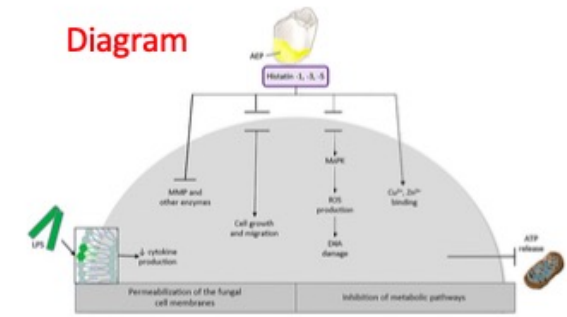 Diagram
AEP
Histatin -1, -3, -5
MMP and
other enzymes
Cell growth
and migration
MAPK
ROS
production
DNA
damage
Cu²⁺, Zn²⁺
binding
LPS
↓ cytokine
production
ATP
release
Permeabilization of the fungal
cell membranes
Inhibition of metabolic pathways